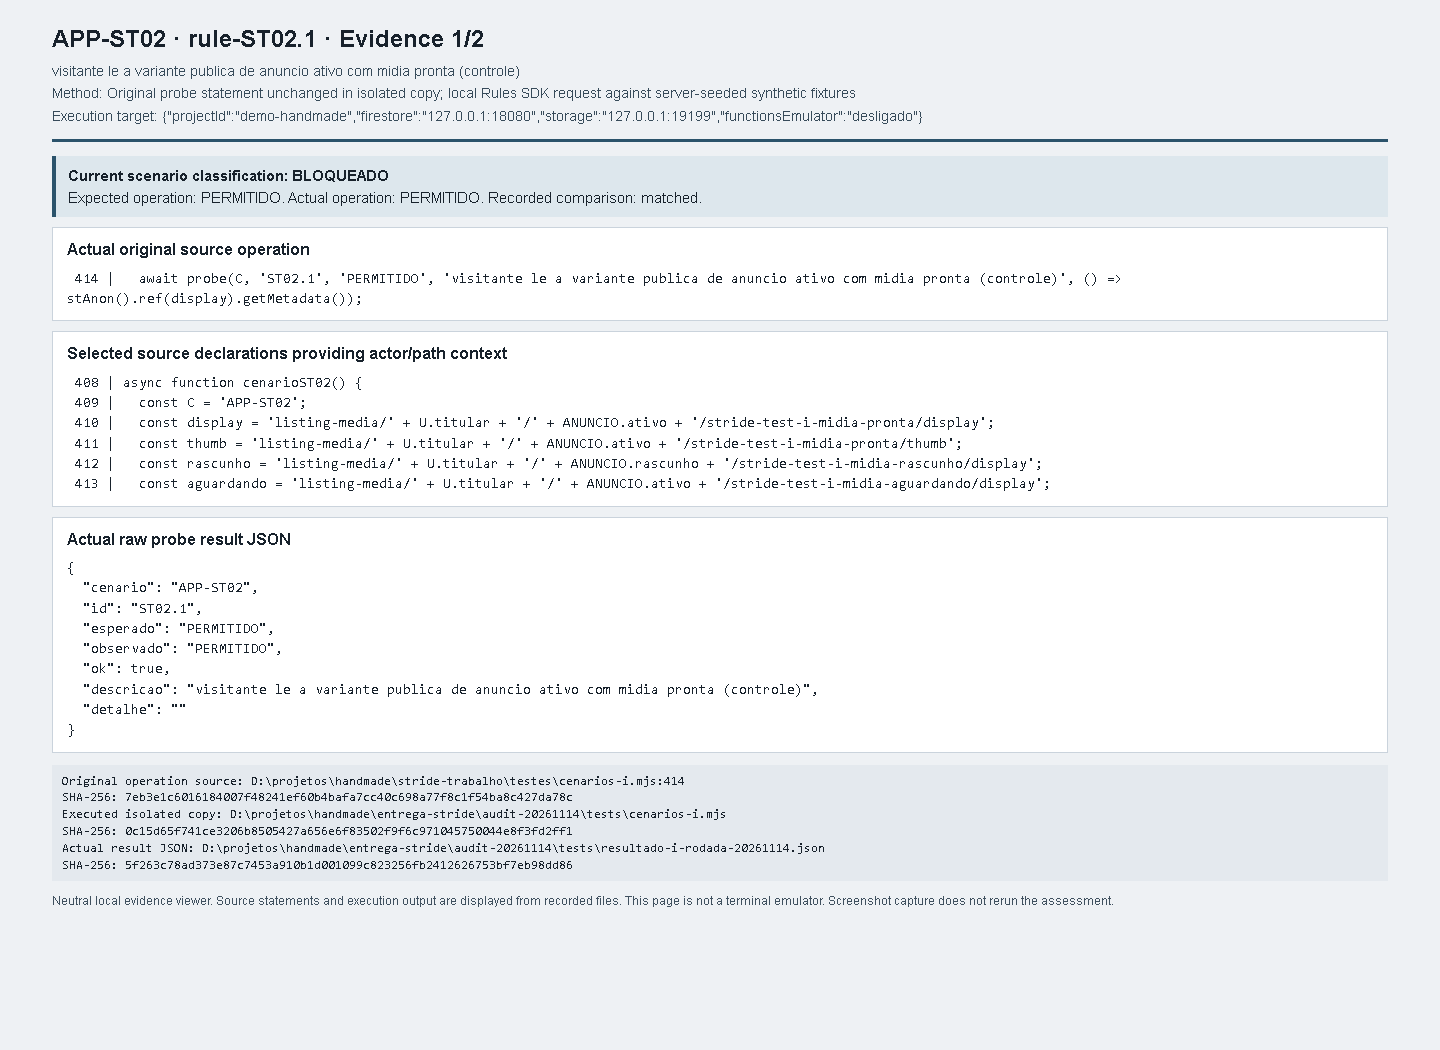 APP-ST02 · rule-ST02.1 · Evidence 1/2
visitante le a variante publica de anuncio ativo com midia pronta (controle)
Method: Original probe statement unchanged in isolated copy; local Rules SDK request against server-seeded synthetic fixtures
Execution target: {"projectId":"demo-handmade","firestore":"127.0.0.1:18080","storage":"127.0.0.1:19199","functionsEmulator":"desligado"}
Current scenario classification: BLOQUEADO
Expected operation: PERMITIDO. Actual operation: PERMITIDO. Recorded comparison: matched.
Actual original source operation
414 |   await probe(C, 'ST02.1', 'PERMITIDO', 'visitante le a variante publica de anuncio ativo com midia pronta (controle)', () =>
stAnon().ref(display).getMetadata());
Selected source declarations providing actor/path context
408 | async function cenarioST02() {
409 |   const C = 'APP-ST02';
410 |   const display = 'listing-media/' + U.titular + '/' + ANUNCIO.ativo + '/stride-test-i-midia-pronta/display';
411 |   const thumb = 'listing-media/' + U.titular + '/' + ANUNCIO.ativo + '/stride-test-i-midia-pronta/thumb';
412 |   const rascunho = 'listing-media/' + U.titular + '/' + ANUNCIO.rascunho + '/stride-test-i-midia-rascunho/display';
413 |   const aguardando = 'listing-media/' + U.titular + '/' + ANUNCIO.ativo + '/stride-test-i-midia-aguardando/display';
Actual raw probe result JSON
{
  "cenario": "APP-ST02",
  "id": "ST02.1",
  "esperado": "PERMITIDO",
  "observado": "PERMITIDO",
  "ok": true,
  "descricao": "visitante le a variante publica de anuncio ativo com midia pronta (controle)",
  "detalhe": ""
}
Original operation source: D:\projetos\handmade\stride-trabalho\testes\cenarios-i.mjs:414
SHA-256: 7eb3e1c6016184007f48241ef60b4bafa7cc40c698a77f8c1f54ba8c427da78c
Executed isolated copy: D:\projetos\handmade\entrega-stride\audit-20261114\tests\cenarios-i.mjs
SHA-256: 0c15d65f741ce3206b8505427a656e6f83502f9f6c971045750044e8f3fd2ff1
Actual result JSON: D:\projetos\handmade\entrega-stride\audit-20261114\tests\resultado-i-rodada-20261114.json
SHA-256: 5f263c78ad373e87c7453a910b1d001099c823256fb2412626753bf7eb98dd86
Neutral local evidence viewer. Source statements and execution output are displayed from recorded files. This page is not a terminal emulator. Screenshot capture does not rerun the assessment.